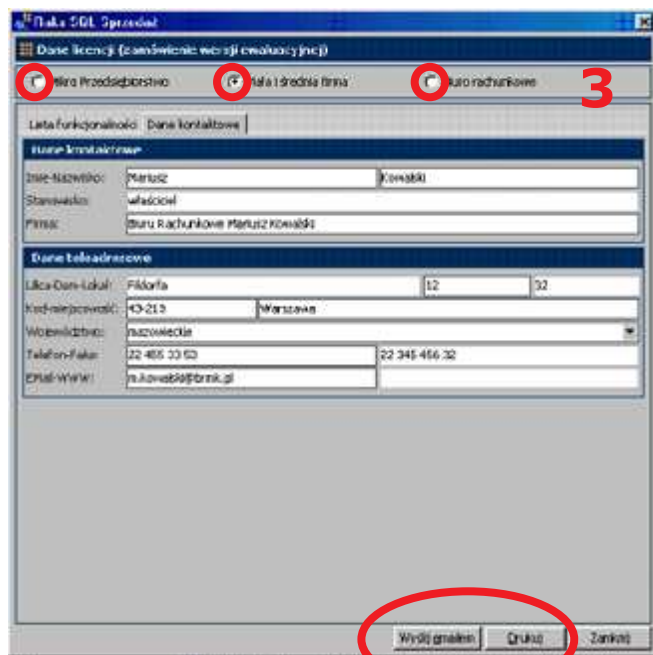 Raks SQL Sprzedaż
Dane licencji (zamówienie wersji ewaluacyjnej)
Mikro Przedsiębiorstwo Mała i średnia firma Biuro rachunkowe 3
Lista funkcjonalności Dane kontaktowe
Dane kontaktowe
Imię-Nazwisko: Mariusz Kowalski
Stanowisko: właściciel
Firma: Biuro Rachunkowe Mariusz Kowalski
Dane teleadresowe
Ulica-Dom-Lokal: Fildorfa 12 32
Kod-miejscowość: 43-213 Warszawa
Województwo: mazowieckie
Telefon-Faks: 22 455 33 53 22 345 456 32
EMail-WWW: m.kowalski@brmk.pl
Wyślij emailem Drukuj Zamknij